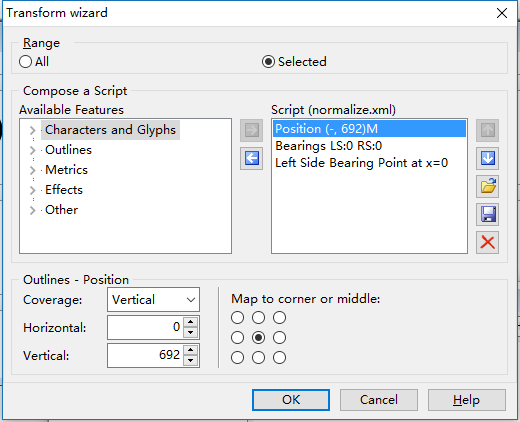 Transform wizard
Range
All
Selected
Compose a Script
Available Features
Characters and Glyphs
Outlines
Metrics
Effects
Other
Script (normalize.xml)
Position (-, 692)M
Bearings LS:0 RS:0
Left Side Bearing Point at x=0
Outlines - Position
Coverage:
Vertical
Horizontal:
0
Vertical:
692
Map to corner or middle:
OK
Cancel
Help